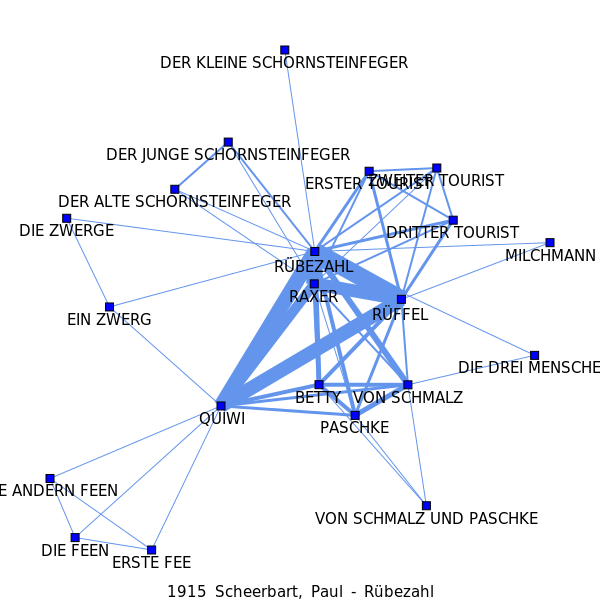 DER KLEINE SCHORNSTEINFEGER
DER JUNGE SCHORNSTEINFEGER
ERSTER TOURIST
ZWEITER TOURIST
DER ALTE SCHORNSTEINFEGER
DIE ZWERGE
DRITTER TOURIST
MILCHMANN
RÜBEZAHL
RAXER
RÜFFEL
EIN ZWERG
DIE DREI MENSCHE
BETTY
VON SCHMALZ
QUIWI
PASCHKE
E ANDERN FEEN
VON SCHMALZ UND PASCHKE
DIE FEEN
ERSTE FEE
1915 Scheerbart, Paul - Rübezahl